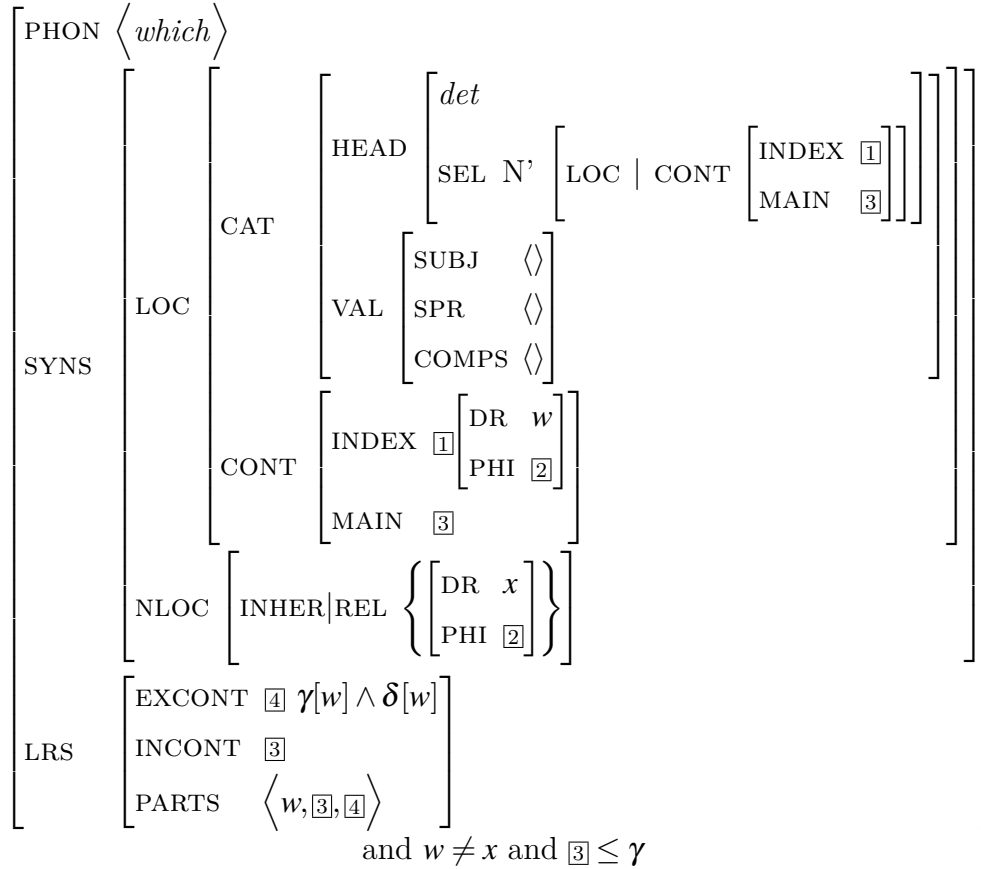 PHON ⟨which⟩
det
HEAD
SEL N’ LOC | CONT INDEX 1
MAIN 3
CAT
SUBJ ⟨⟩
VAL SPR ⟨⟩
COMPS ⟨⟩
LOC
SYNS
DR w
INDEX 1
PHI 2
CONT
MAIN 3
DR x
NLOC INHER|REL { }
PHI 2
EXCONT 4 γ[w] ∧ δ[w]
LRS INCONT 3
PARTS ⟨w, 3, 4⟩
and w ≠ x and 3 ≤ γ